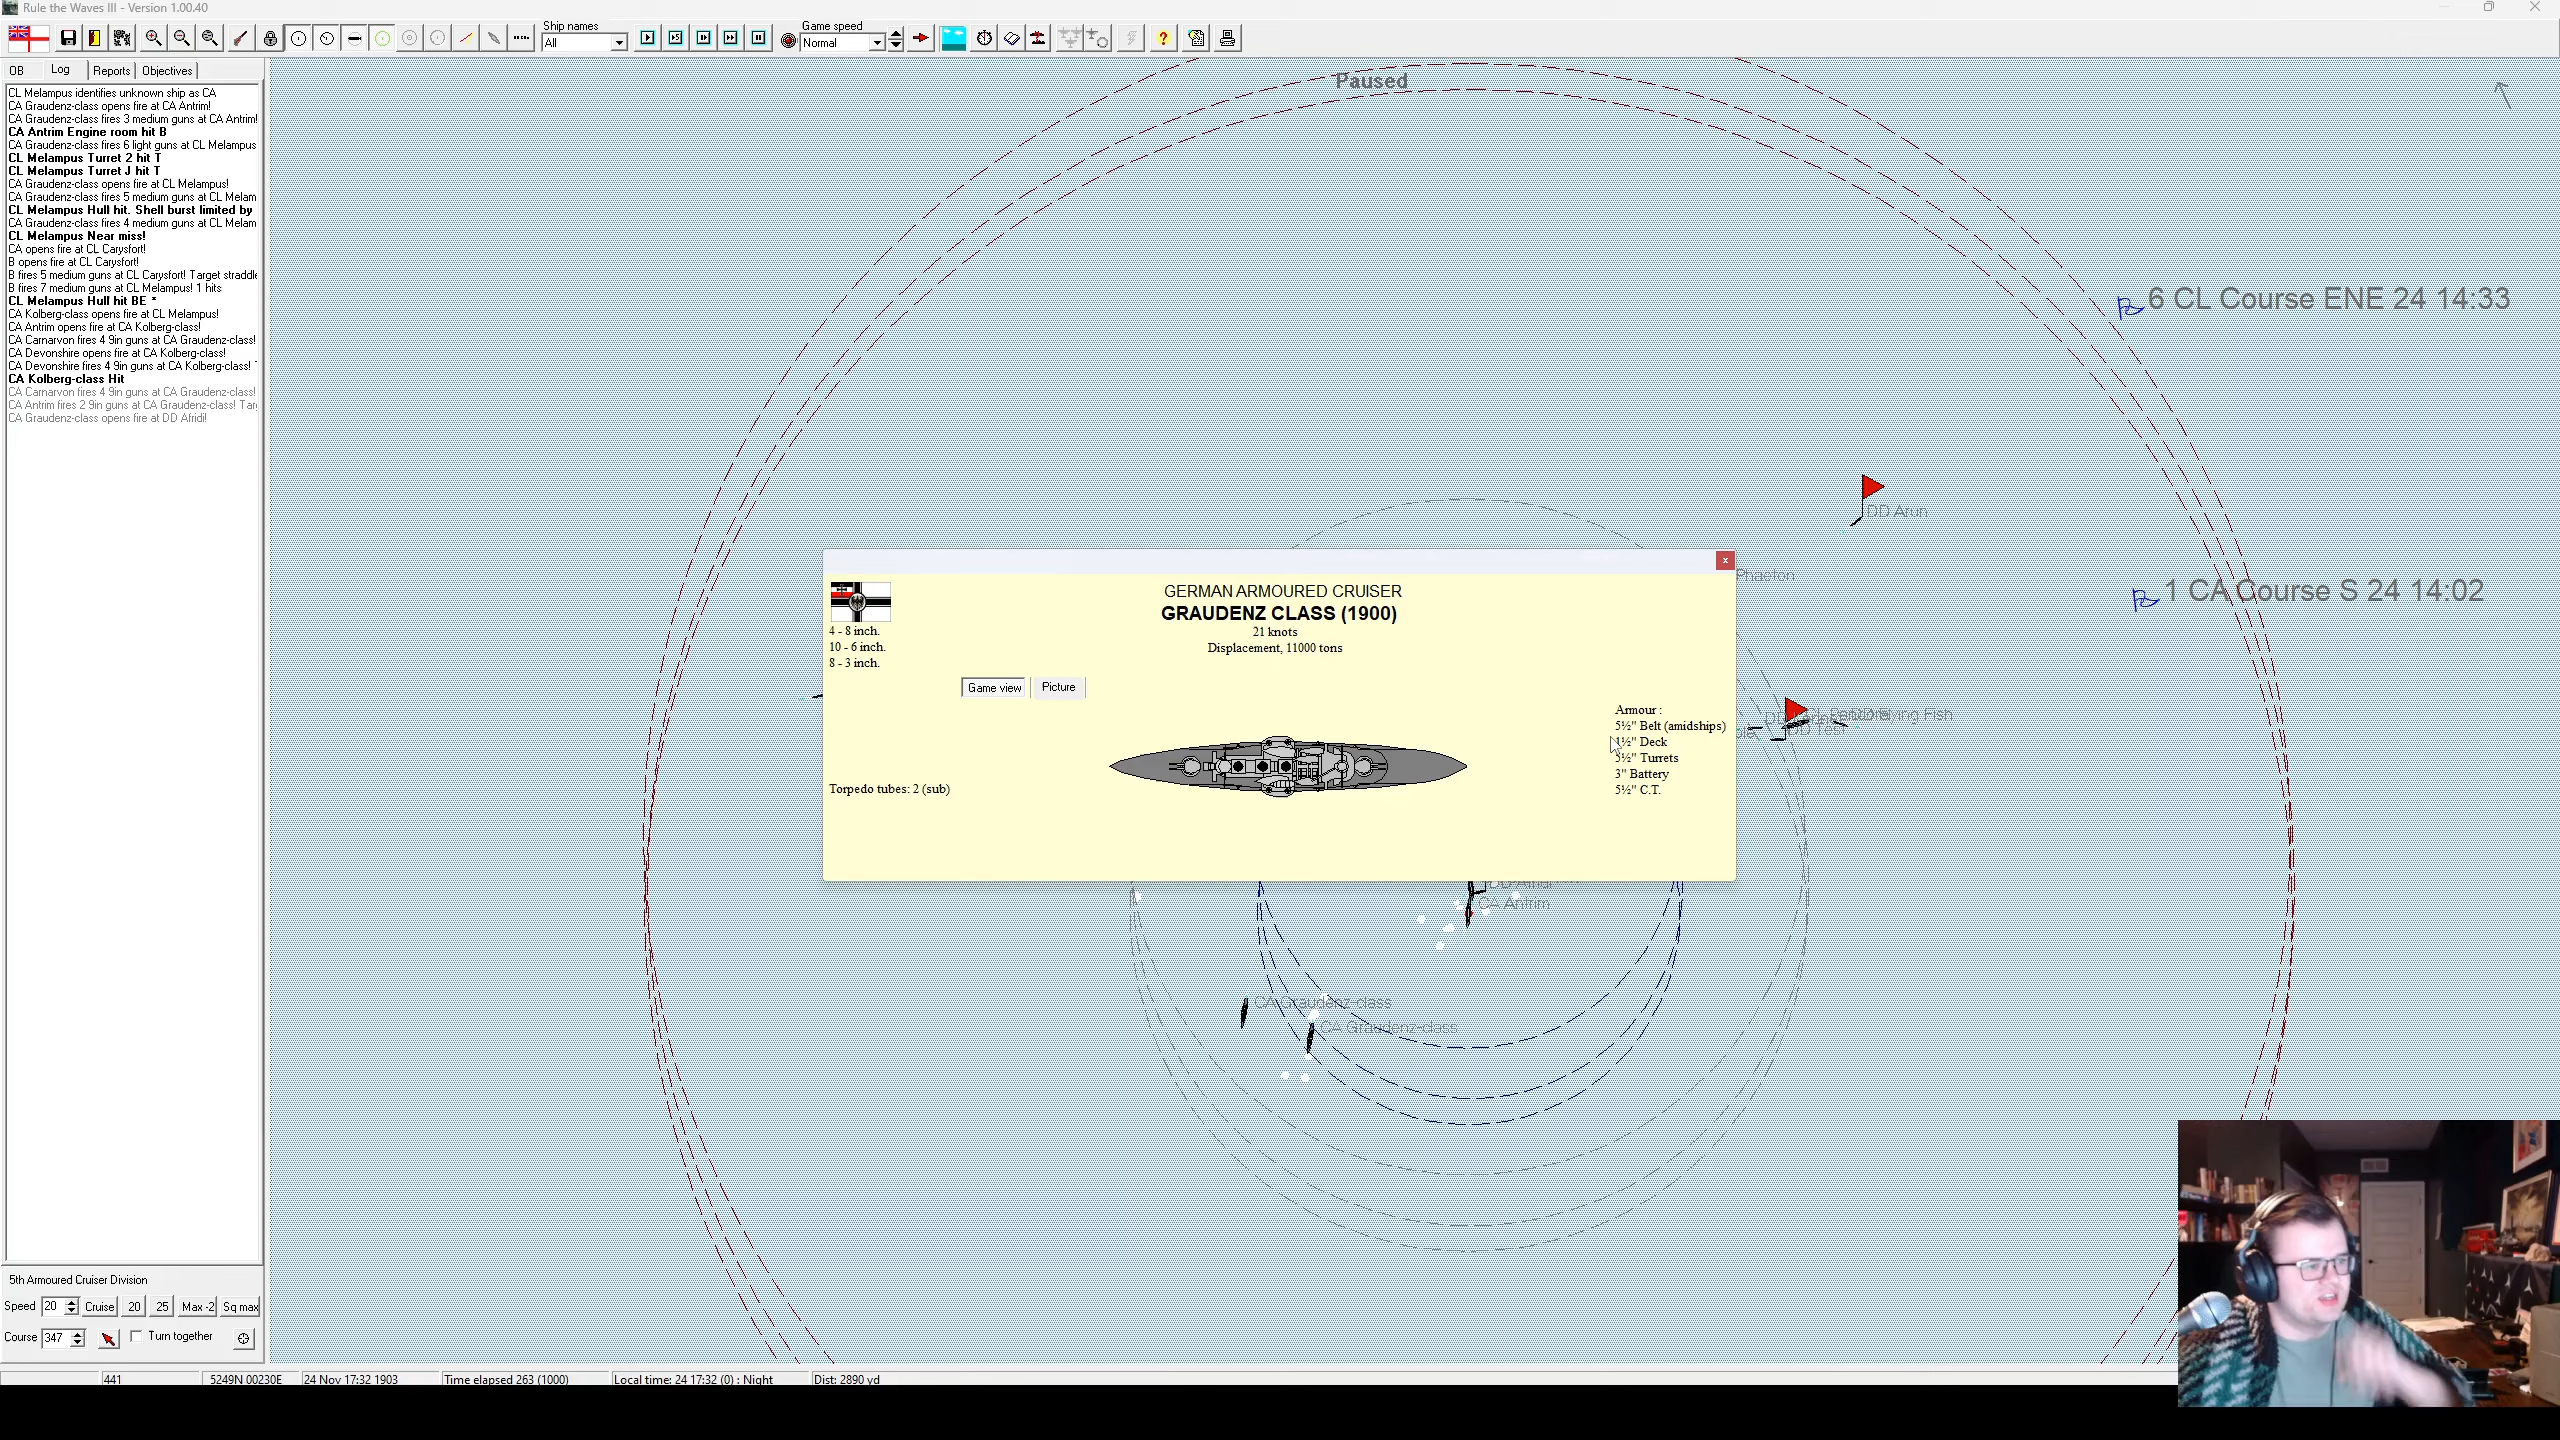 Rule the Waves III - Version 1.00.40
Ship names
All
Game speed
Normal
OB
Log
Reports
Objectives
CL Melampus identifies unknown ship as CA
CA Graudenz-class opens fire at CA Antrim!
CA Graudenz-class fires 3 medium guns at CA Antrim!
CA Antrim Engine room hit B
CA Graudenz-class fires 6 light guns at CL Melampus
CL Melampus Turret 2 hit T
CL Melampus Turret J hit T
CA Graudenz-class opens fire at CL Melampus!
CA Graudenz-class fires 5 medium guns at CL Melam
CL Melampus Hull hit. Shell burst limited by
CA Graudenz-class fires 4 medium guns at CL Melam
CL Melampus Near miss!
CA opens fire at CL Carysfort!
B opens fire at CL Carysfort!
B fires 5 medium guns at CL Carysfort! Target straddle
B fires 7 medium guns at CL Melampus! 1 hits
CL Melampus Hull hit BE *
CA Kolberg-class opens fire at CL Melampus!
CA Antrim opens fire at CA Kolberg-class!
CA Carnarvon fires 4 9in guns at CA Graudenz-class!
CA Devonshire opens fire at CA Kolberg-class!
CA Devonshire fires 4 9in guns at CA Kolberg-class!
CA Kolberg-class Hit
CA Carnarvon fires 4 9in guns at CA Graudenz-class!
CA Antrim fires 2 9in guns at CA Graudenz-class! Tar
CA Graudenz-class opens fire at DD Afridi!
Paused
6 CL Course ENE 24 14:33
DD Arun
Phaeton
1 CA Course S 24 14:02
Flying Fish
DD Test
GERMAN ARMOURED CRUISER
GRAUDENZ CLASS (1900)
21 knots
Displacement, 11000 tons
4 - 8 inch.
10 - 6 inch.
8 - 3 inch.
Game view
Picture
Armour :
5½" Belt (amidships)
1½" Deck
5½" Turrets
3" Battery
5½" C.T.
Torpedo tubes: 2 (sub)
DD Afridi
CA Antrim
CA Graudenz-class
CA Graudenz-class
5th Armoured Cruiser Division
Speed 20 Cruise 20 25 Max -2 Sq max
Course 347 Turn together
441
5249N 00230E
24 Nov 17:32 1903
Time elapsed 263 (1000)
Local time: 24 17:32 (0) : Night
Dist: 2890 yd